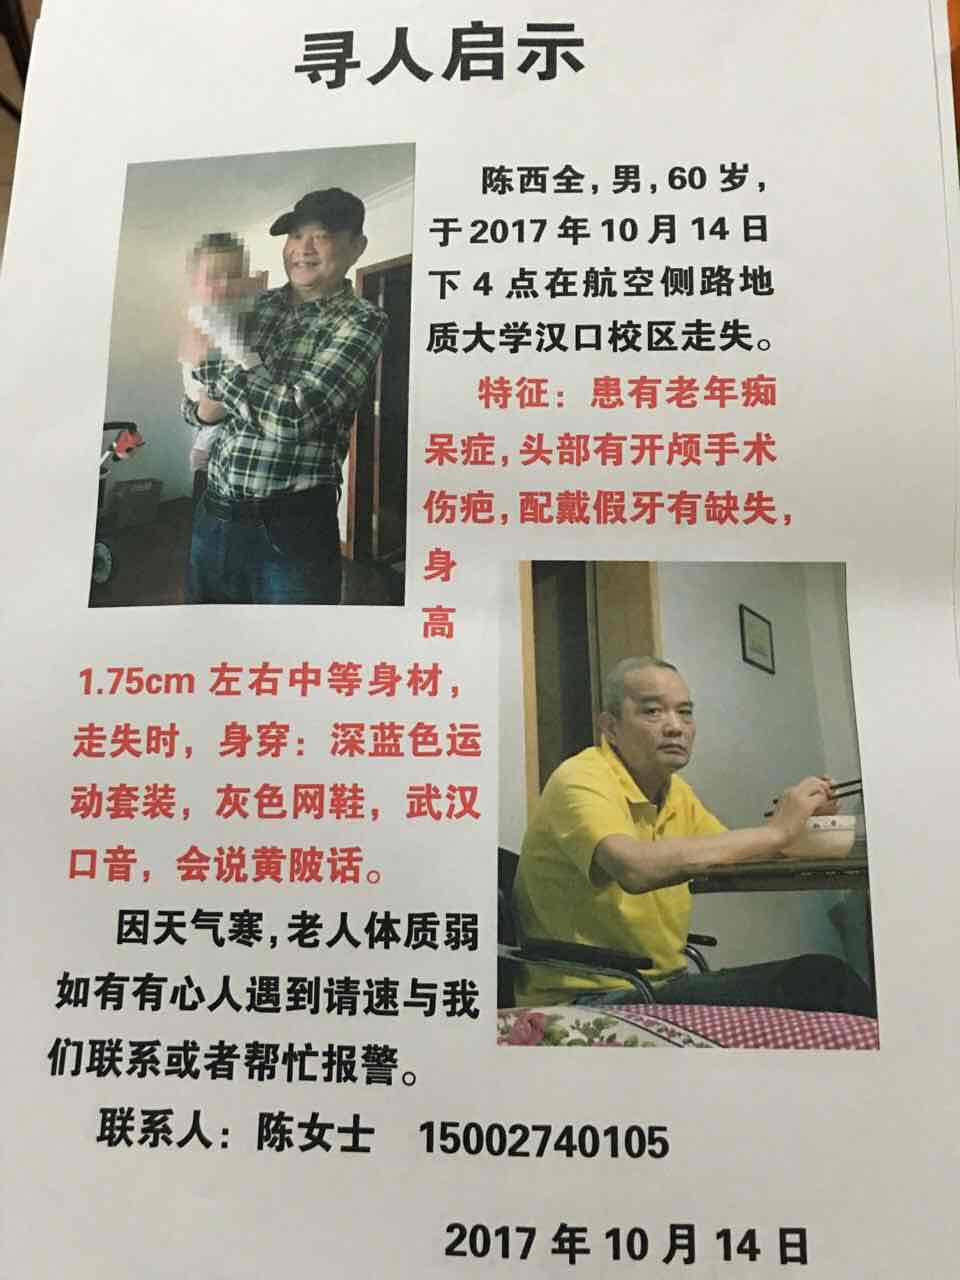 寻人启示
陈西全，男，60岁，
于2017年10月14日
下4点在航空侧路地
质大学汉口校区走失。
特征：患有老年痴
呆症，头部有开颅手术
伤疤，配戴假牙有缺失，
身
高
1.75cm左右中等身材，
走失时，身穿：深蓝色运
动套装，灰色网鞋，武汉
口音，会说黄陂话。
因天气寒，老人体质弱
如有有心人遇到请速与我
们联系或者帮忙报警。
联系人：陈女士 15002740105
2017年10月14日